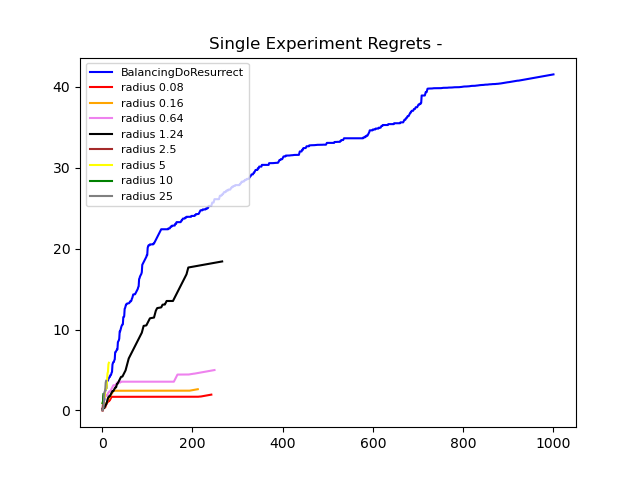 Single Experiment Regrets -
BalancingDoResurrect
radius 0.08
radius 0.16
radius 0.64
radius 1.24
radius 2.5
radius 5
radius 10
radius 25
40
30
20
10
0
0 200 400 600 800 1000